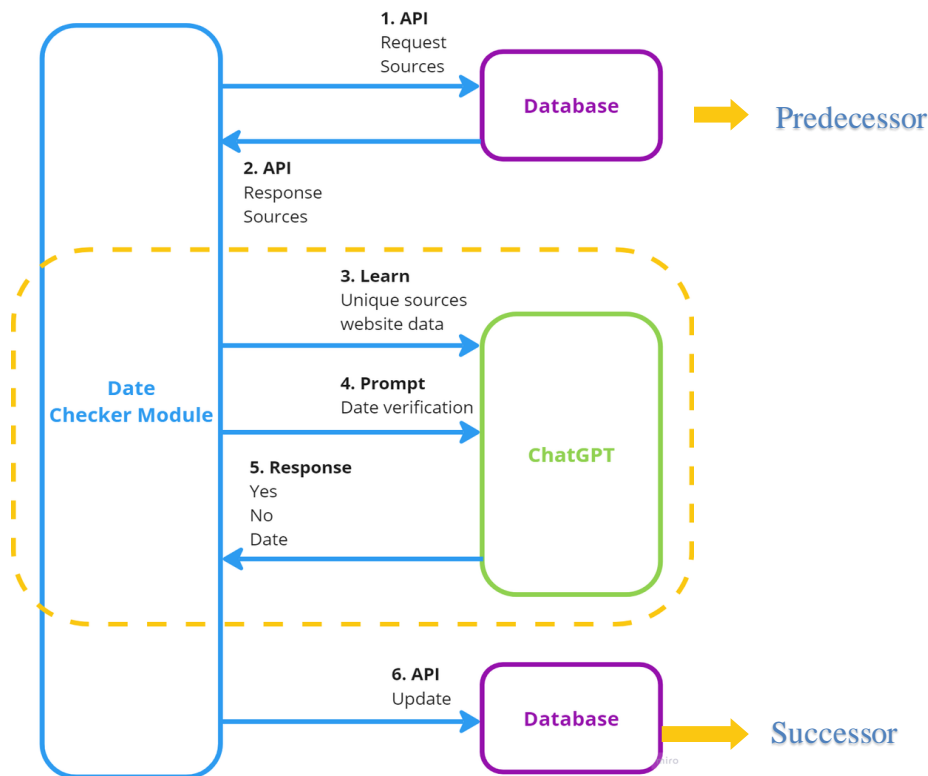 1. API
Request
Sources
Database
Predecessor
2. API
Response
Sources
3. Learn
Unique sources
website data
Date
Checker Module
4. Prompt
Date verification
ChatGPT
5. Response
Yes
No
Date
6. API
Update
Database
Successor
miro